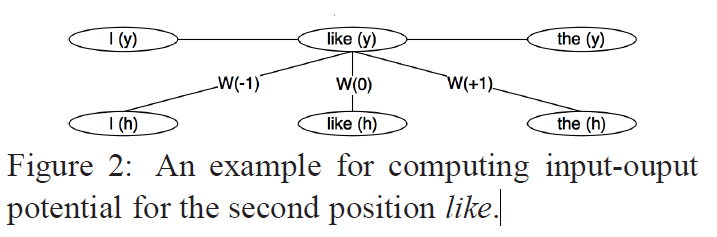 I (y) like (y) the (y)
W(-1) W(0) W(+1)
I (h) like (h) the (h)
Figure 2: An example for computing input-ouput
potential for the second position like.